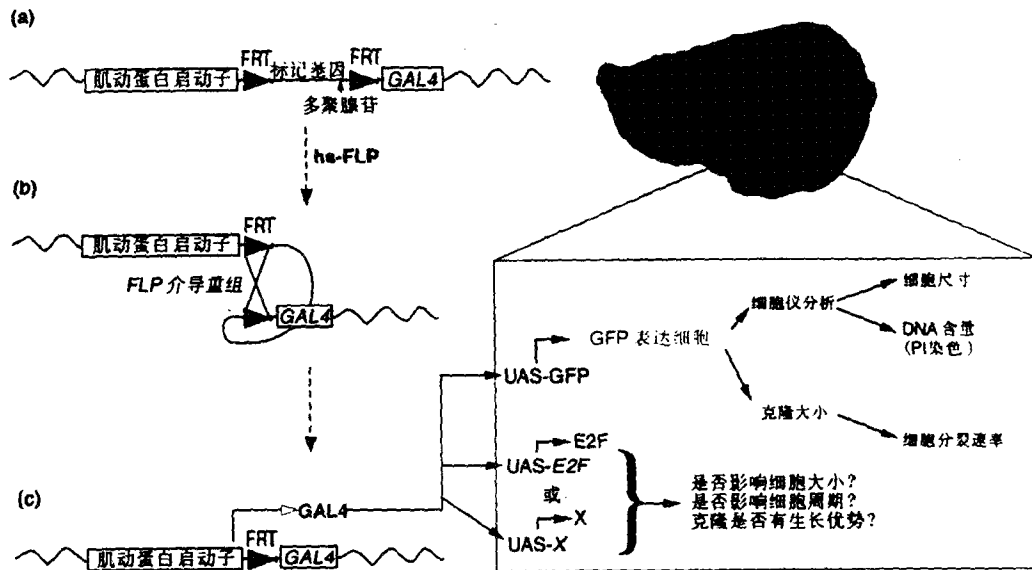 (a)
FRT
标记基因
FRT
肌动蛋白启动子
GAL4
多聚腺苷
hs-FLP
(b)
FRT
肌动蛋白启动子
FLP 介导重组
GAL4
(c)
GAL4
FRT
肌动蛋白启动子
GAL4
UAS-GFP
GFP 表达细胞
细胞仪分析
细胞尺寸
DNA 含量
(PI染色)
克隆大小
细胞分裂速率
E2F
UAS-E2F
或
X
UAS-X
是否影响细胞大小?
是否影响细胞周期?
克隆是否有生长优势?